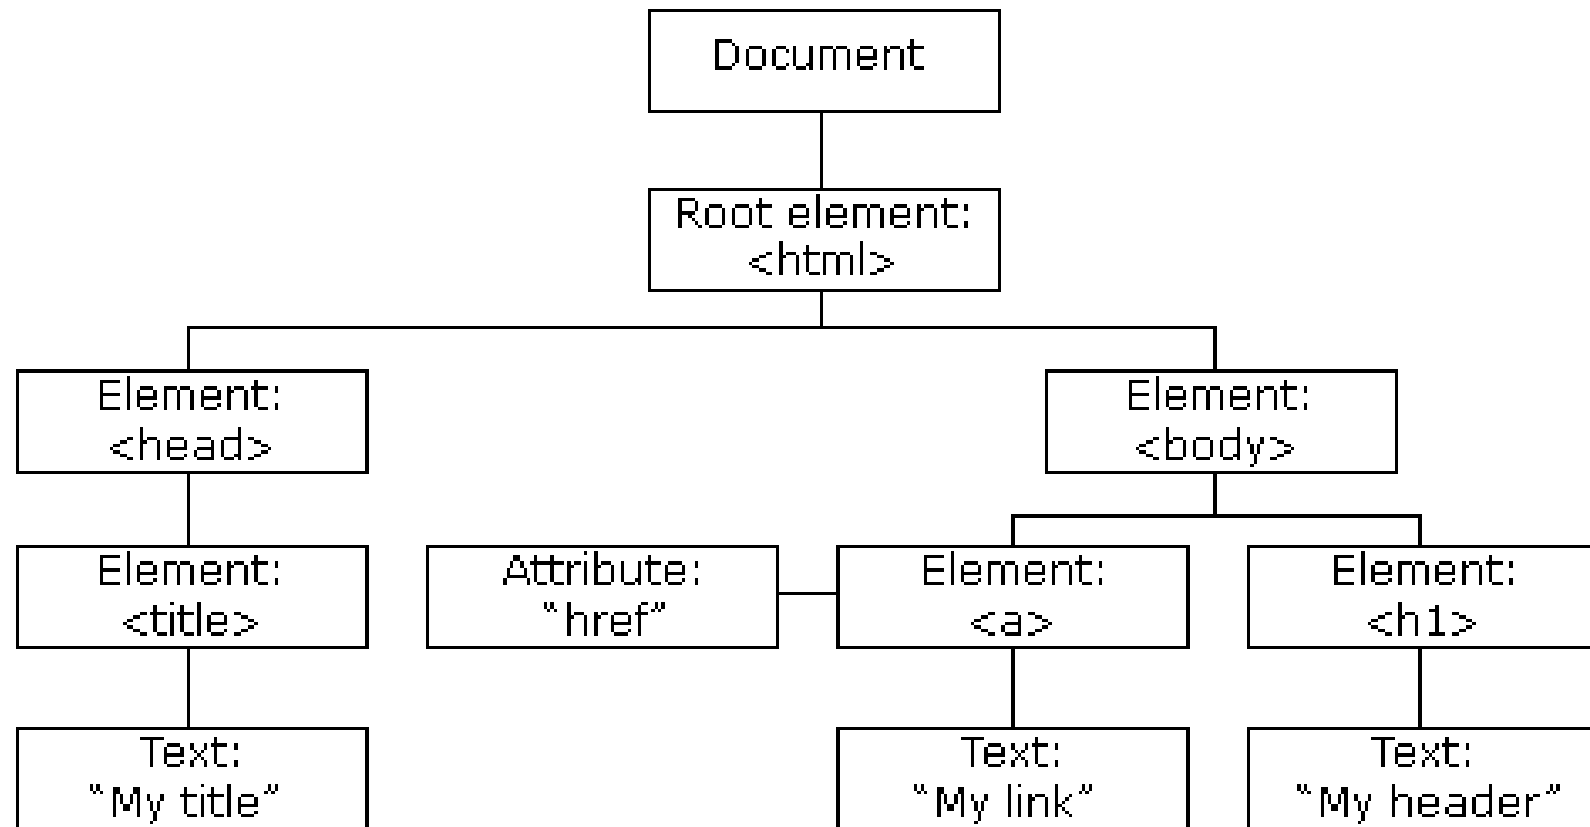 Document
Root element:
<html>
Element:
<head>
Element:
<body>
Element:
<title>
Attribute:
"href"
Element:
<a>
Element:
<h1>
Text:
"My title"
Text:
"My link"
Text:
"My header"